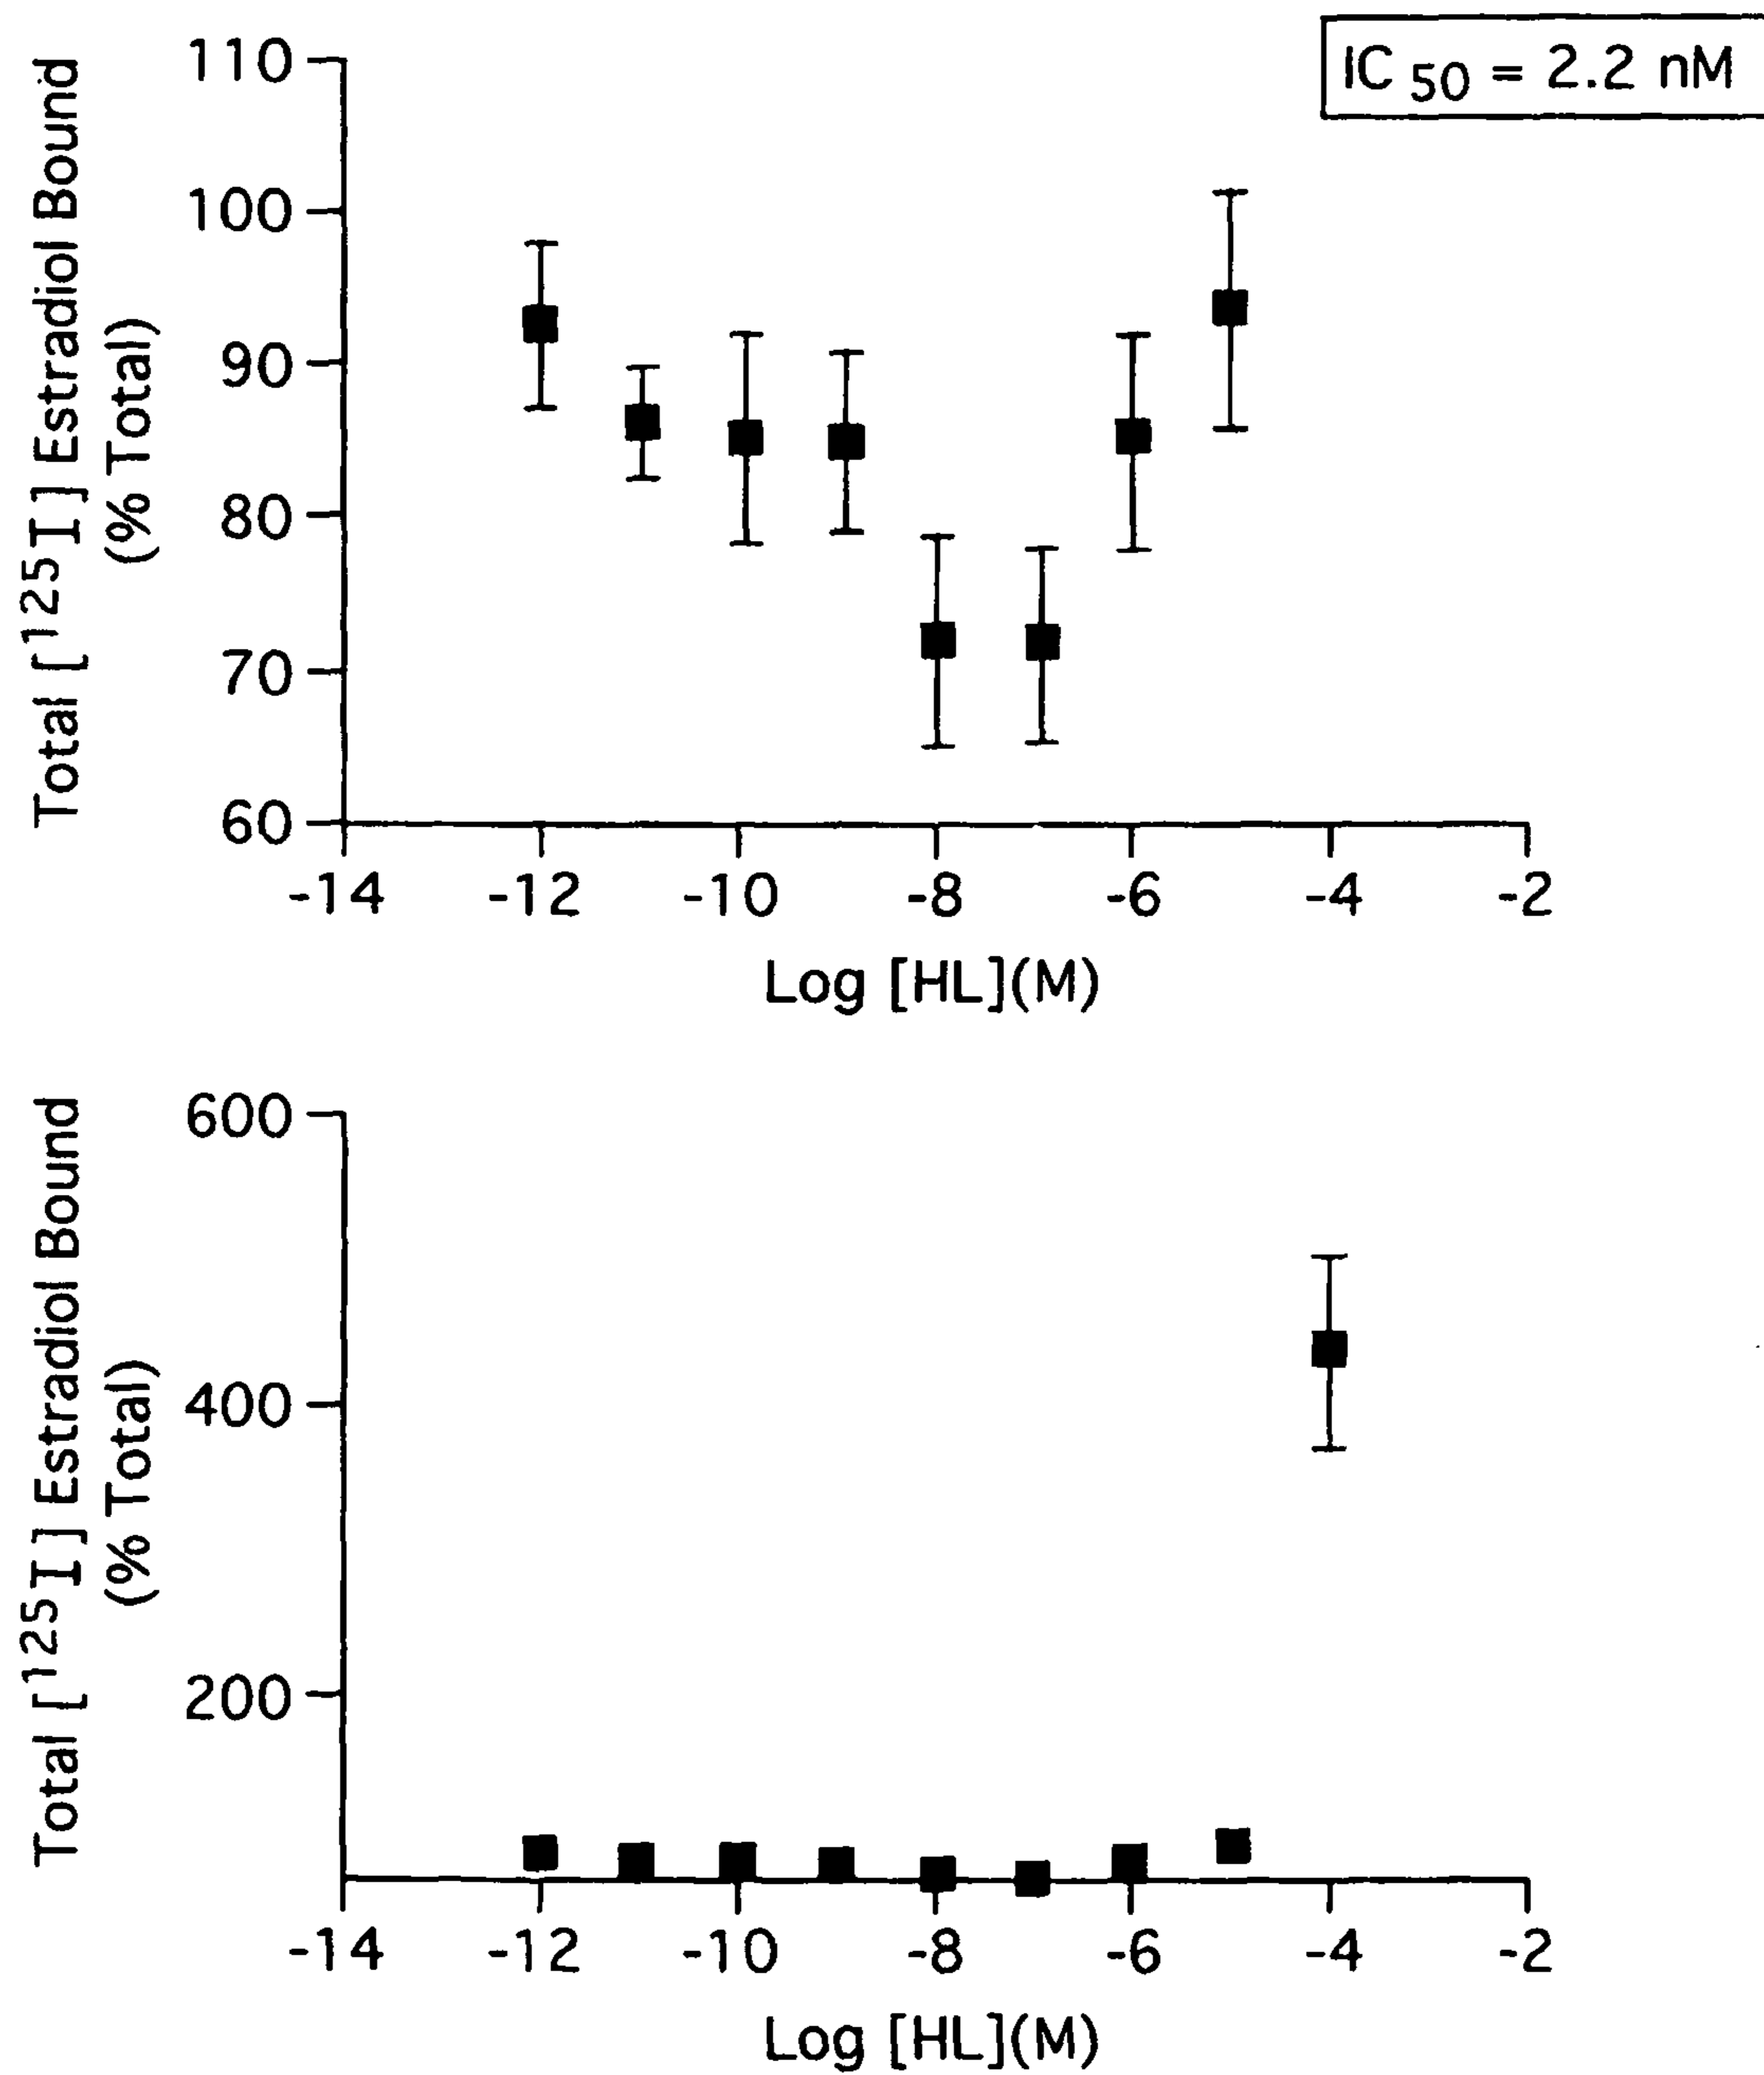 IC 50 = 2.2 nM
Total [125I] Estradiol Bound
(% Total)
110
100
90
80
70
60
-14 -12 -10 -8 -6 -4 -2
Log [HL](M)
Total [125I] Estradiol Bound
(% Total)
600
400
200
-14 -12 -10 -8 -6 -4 -2
Log [HL](M)